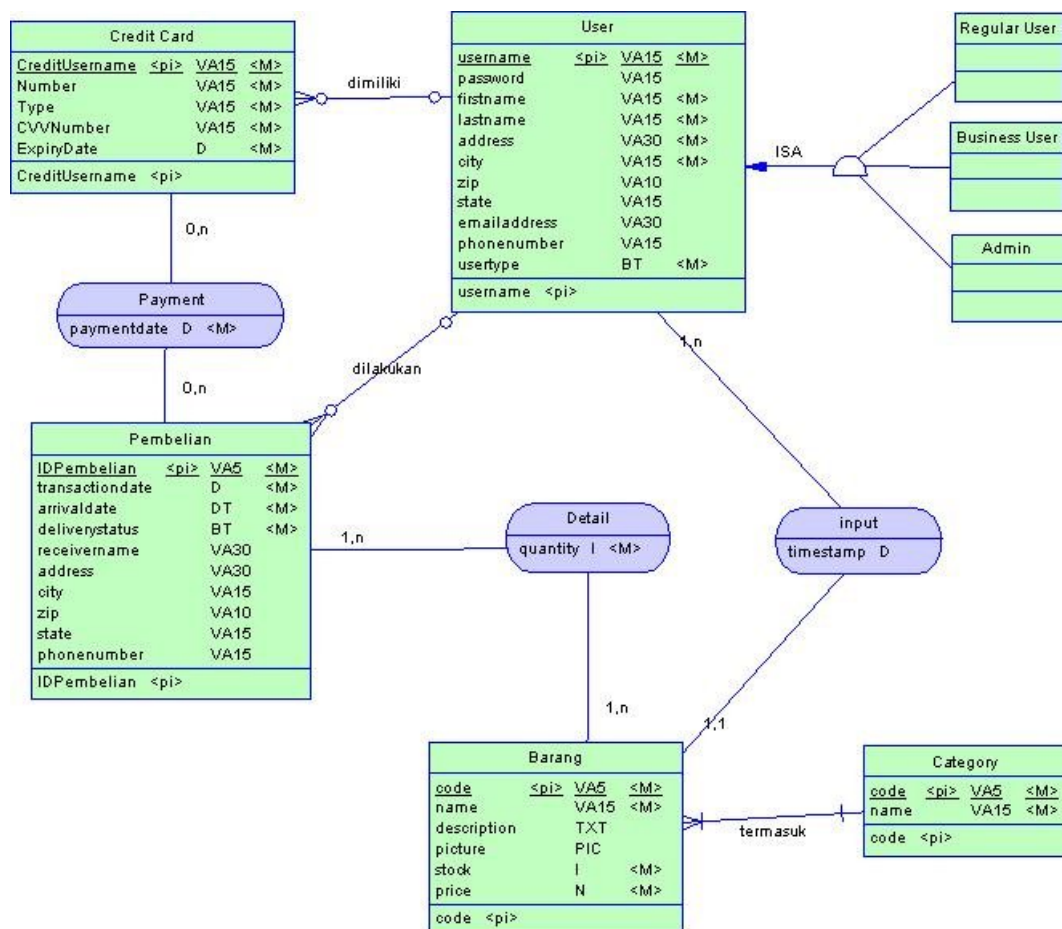 Credit Card
CreditUsername <pi> VA15 <M>
Number VA15 <M>
Type VA15 <M>
CVVNumber VA15 <M>
ExpiryDate D <M>
CreditUsername <pi>
dimiliki
User
username <pi> VA15 <M>
password VA15
firstname VA15 <M>
lastname VA15 <M>
address VA30 <M>
city VA15 <M>
zip VA10
state VA15
emailaddress VA30
phonenumber VA15
usertype BT <M>
username <pi>
ISA
Regular User
Business User
Admin
0,n
Payment
paymentdate D <M>
0,n
dilakukan
1,n
Pembelian
IDPembelian <pi> VA5 <M>
transactiondate D <M>
arrivaldate DT <M>
deliverystatus BT <M>
receivername VA30
address VA30
city VA15
zip VA10
state VA15
phonenumber VA15
IDPembelian <pi>
1,n
Detail
quantity I <M>
input
timestamp D
1,n
1,1
Barang
code <pi> VA5 <M>
name VA15 <M>
description TXT
picture PIC
stock I <M>
price N <M>
code <pi>
termasuk
Category
code <pi> VA5 <M>
name VA15 <M>
code <pi>